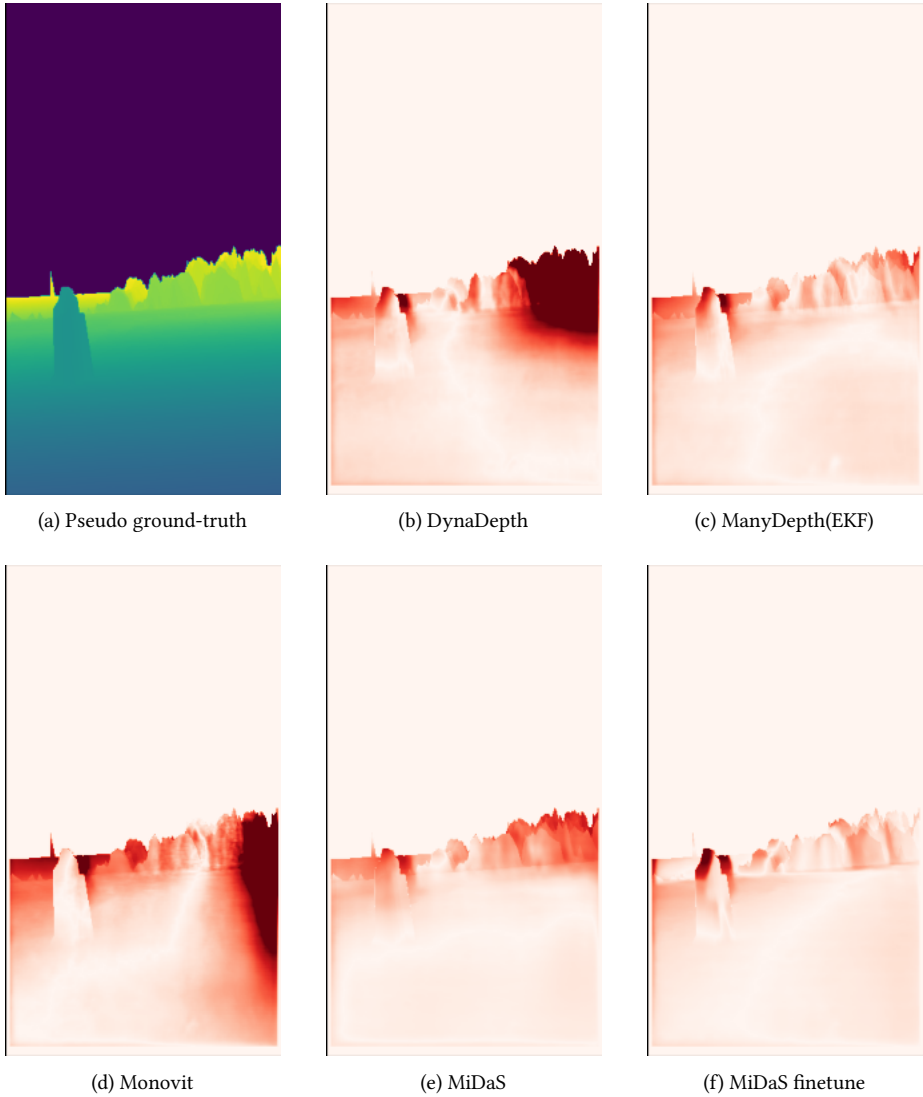 (a) Pseudo ground-truth
(b) DynaDepth
(c) ManyDepth(EKF)
(d) Monovit
(e) MiDaS
(f) MiDaS finetune